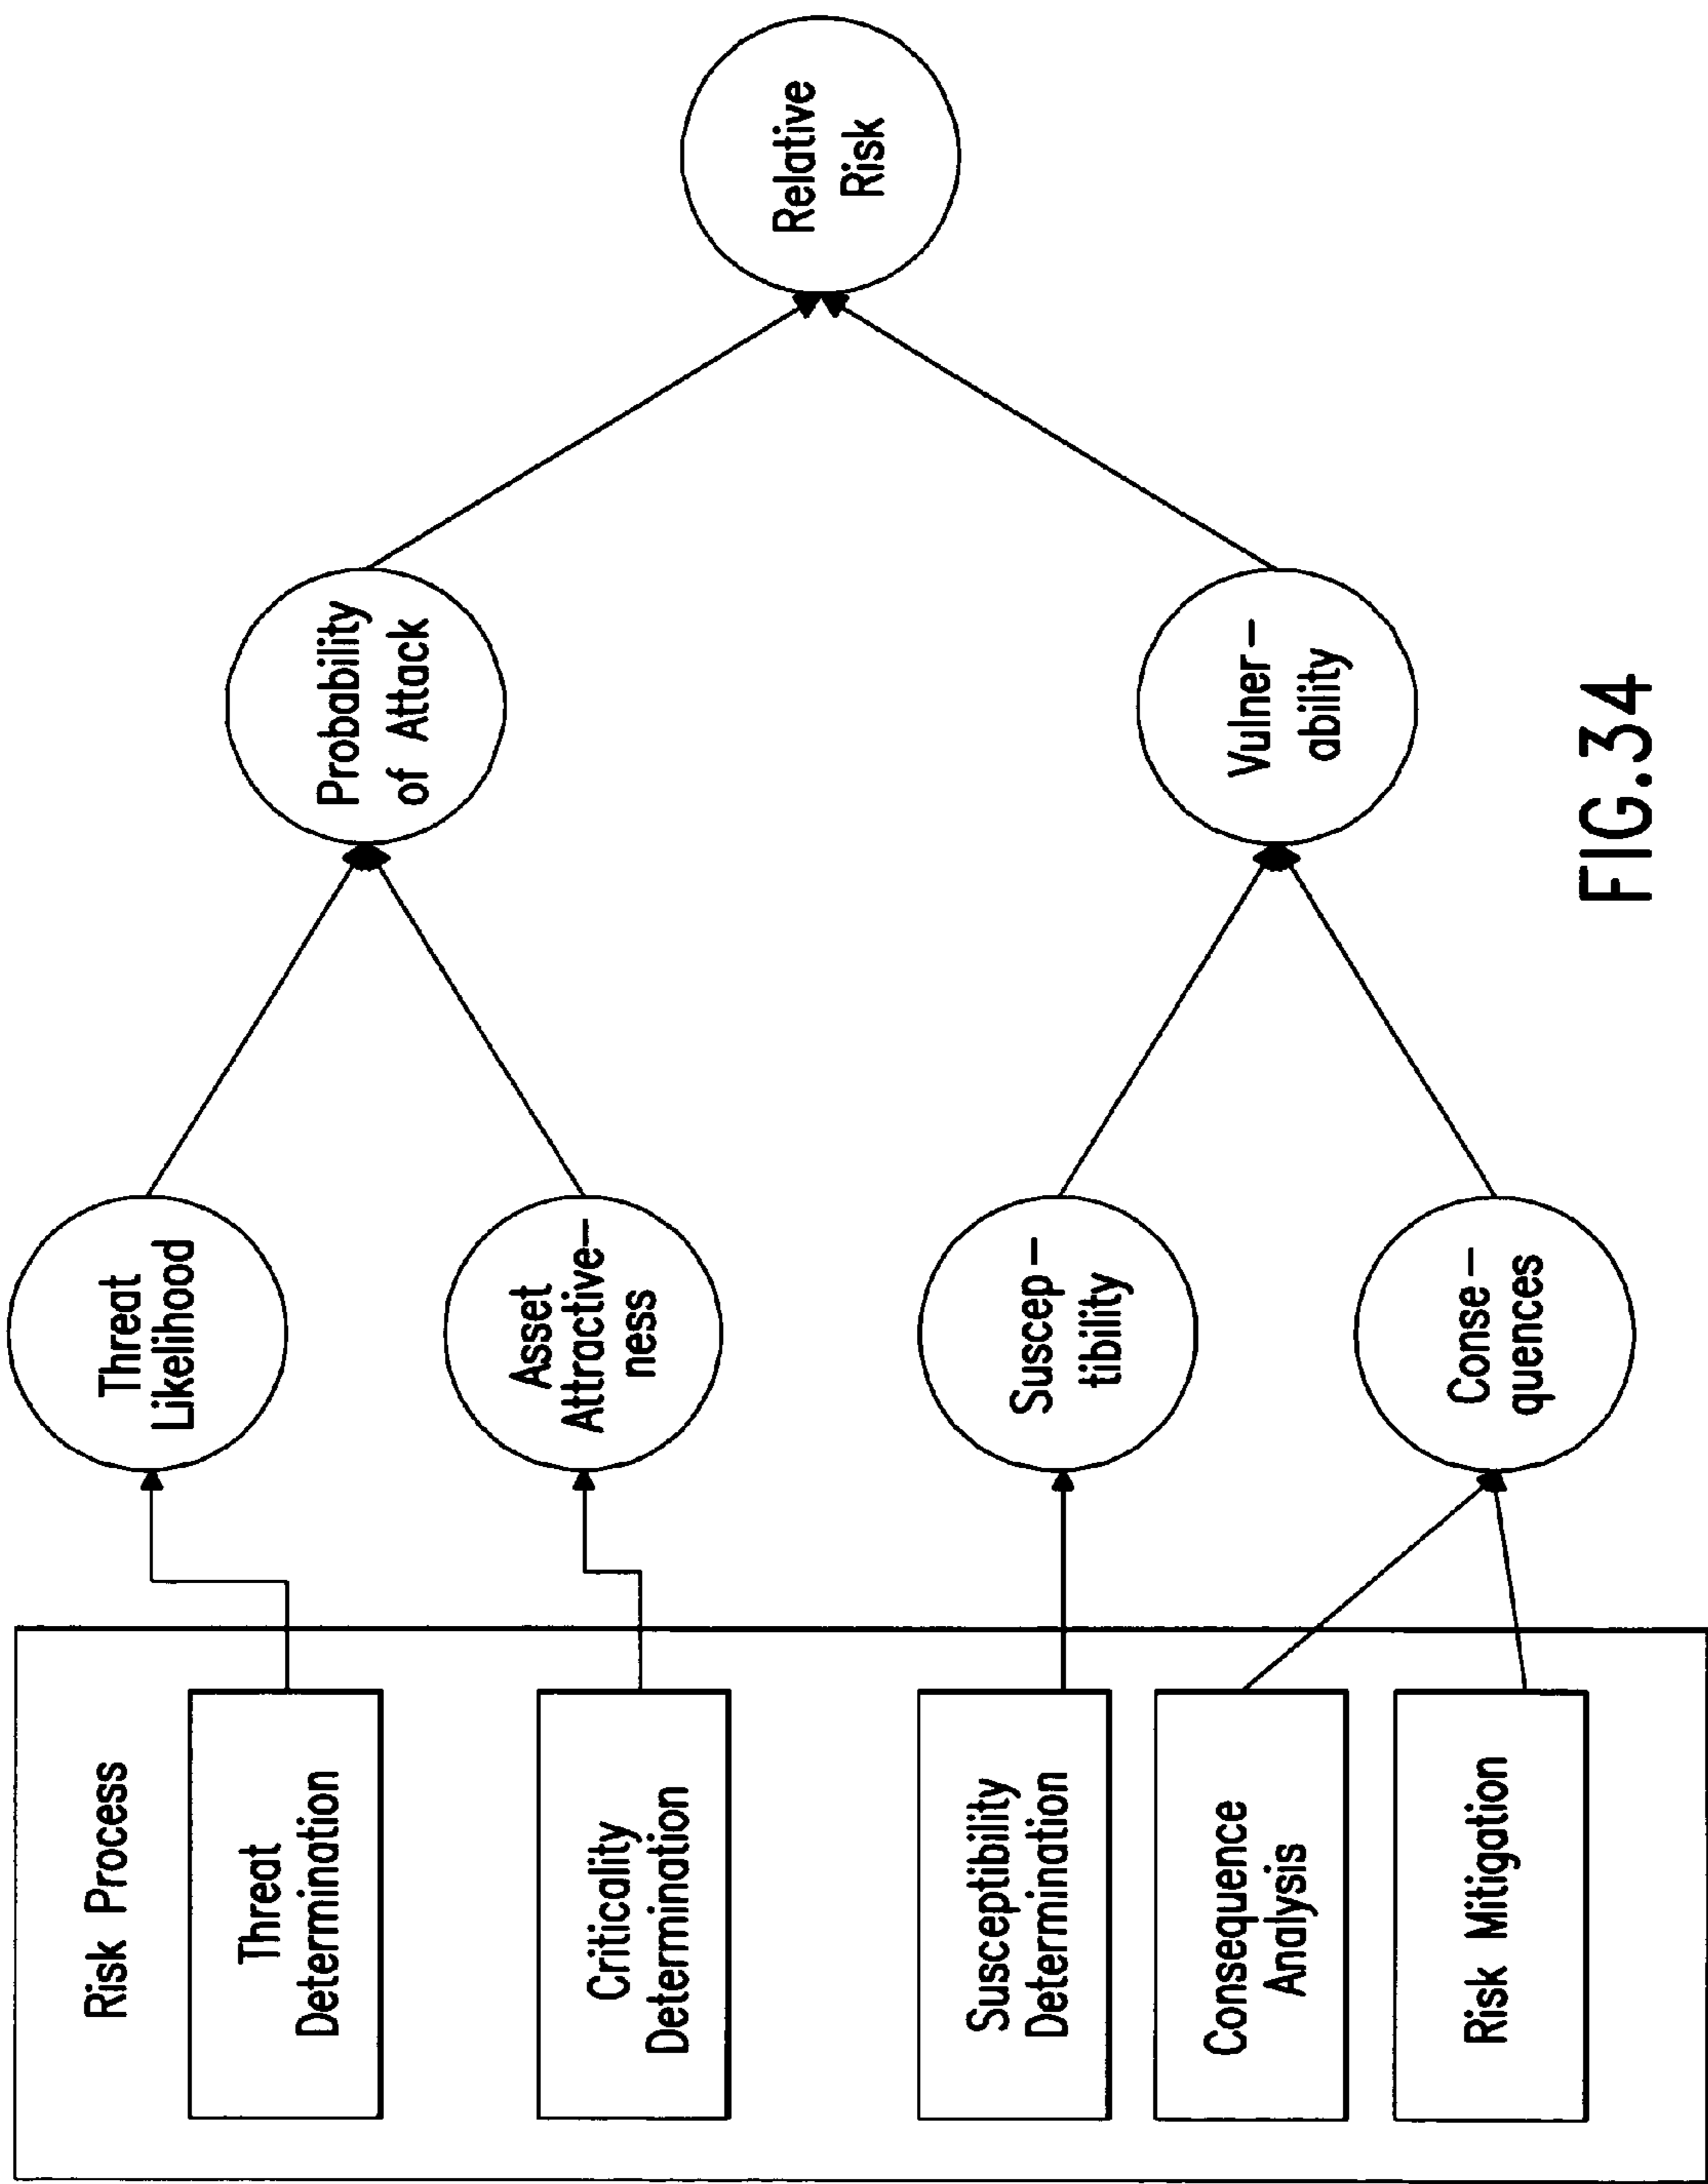 Risk Process
Threat
Determination
Criticality
Determination
Susceptibility
Determination
Consequence
Analysis
Risk Mitigation
Threat
Likelihood
Asset
Attractive–
ness
Suscep–
tibility
Conse–
quences
Probability
of Attack
Vulner–
ability
Relative
Risk
FIG.34